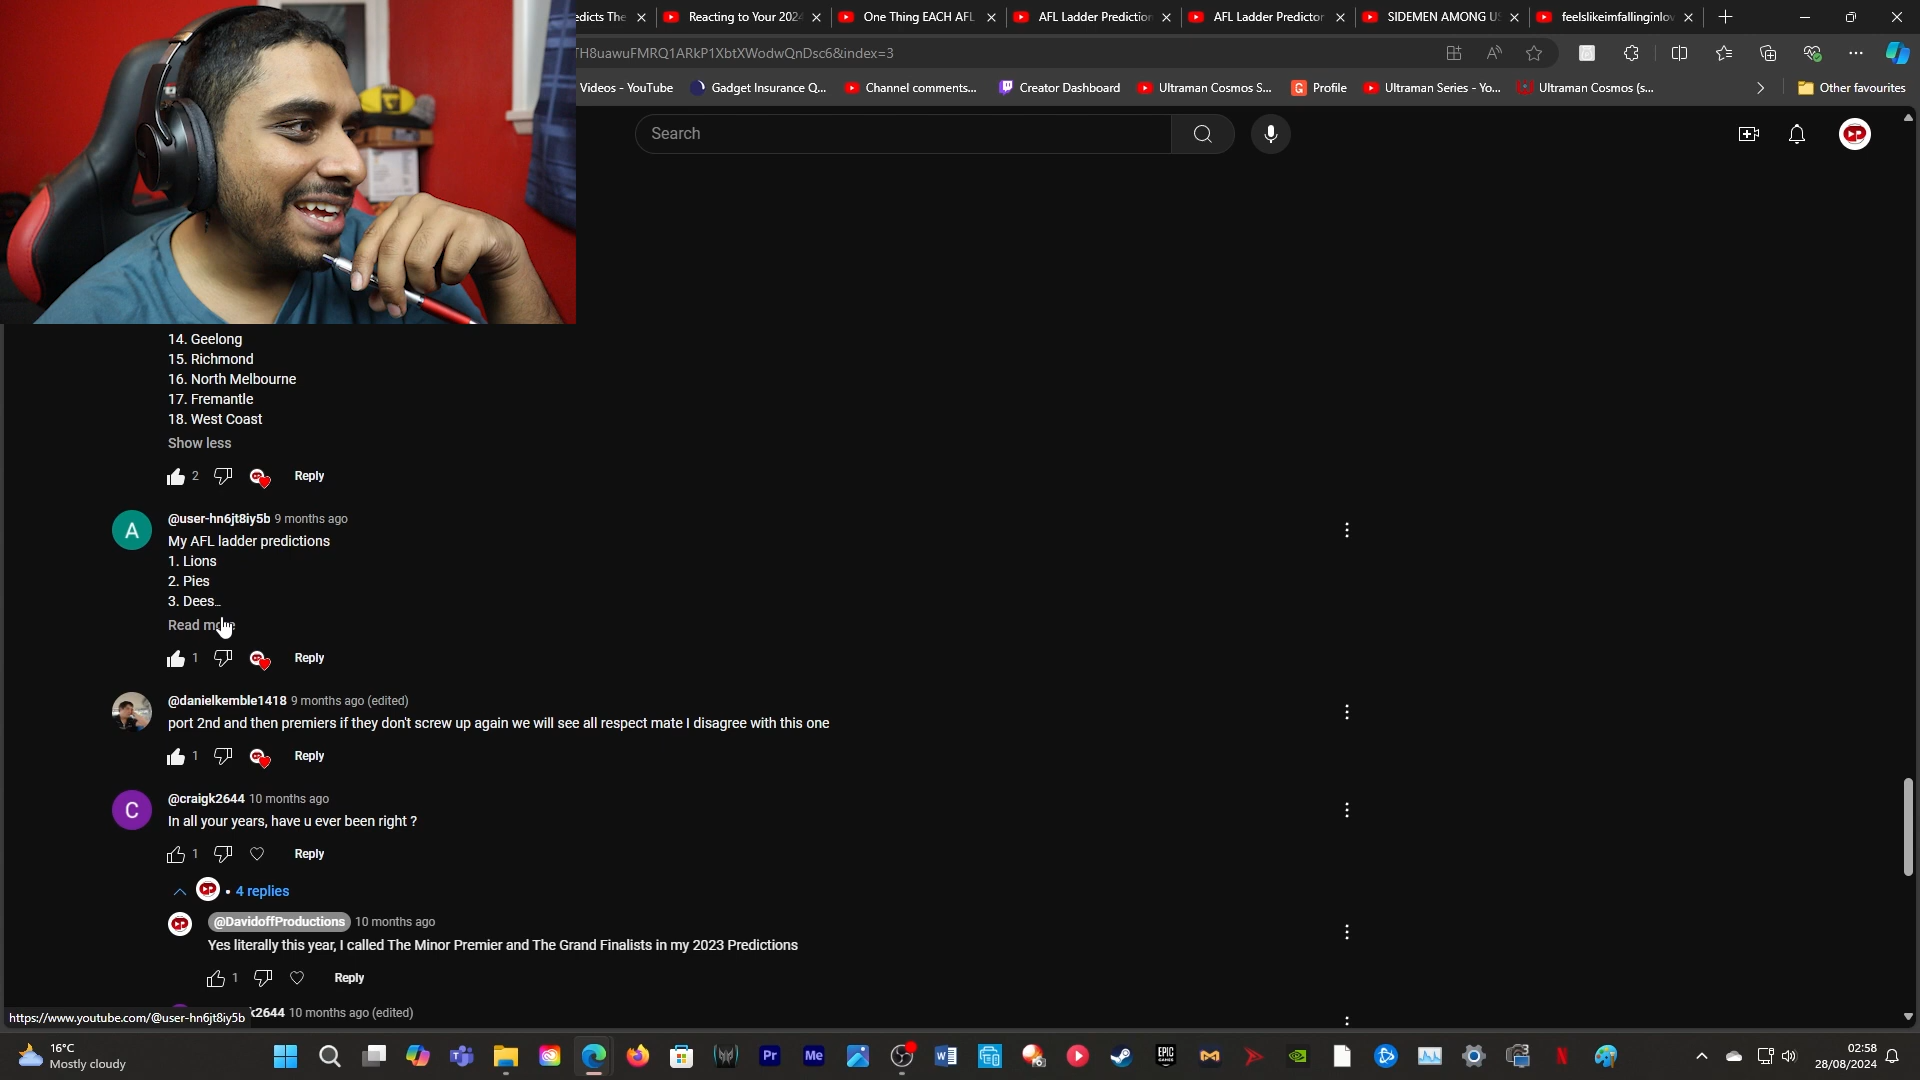 edicts The
Reacting to Your 2024
One Thing EACH AFL
AFL Ladder Prediction
AFL Ladder Predictor
SIDEMEN AMONG US
feelslikeimfallinginlov
TH8uawuFMRQ1ARkP1XbtXWodwQnDsc6&index=3
Videos - YouTube
Gadget Insurance Q...
Channel comments...
Creator Dashboard
Ultraman Cosmos S...
Profile
Ultraman Series - Yo...
Ultraman Cosmos (s...
Other favourites
Search
14. Geelong
15. Richmond
16. North Melbourne
17. Fremantle
18. West Coast
Show less
2
Reply
A
@user-hn6jt8iy5b 9 months ago
My AFL ladder predictions
1. Lions
2. Pies
3. Dees...
Read more
1
Reply
@danielkemble1418 9 months ago (edited)
port 2nd and then premiers if they don't screw up again we will see all respect mate I disagree with this one
1
Reply
C
@craigk2644 10 months ago
In all your years, have u ever been right ?
1
Reply
4 replies
@DavidoffProductions 10 months ago
Yes literally this year, I called The Minor Premier and The Grand Finalists in my 2023 Predictions
1
Reply
k2644 10 months ago (edited)
https://www.youtube.com/@user-hn6jt8iy5b
16°C
Mostly cloudy
Pr
Me
EPIC GAMES
02:58
28/08/2024